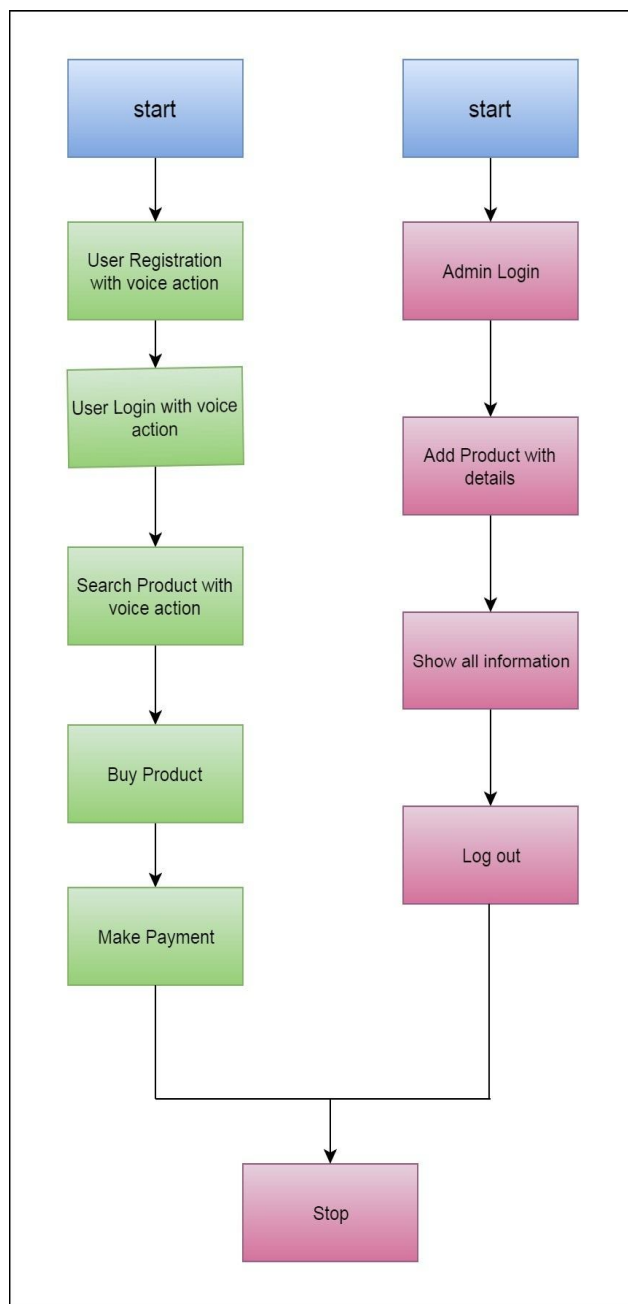 start
User Registration
with voice action
User Login with voice
action
Search Product with
voice action
Buy Product
Make Payment
start
Admin Login
Add Product with
details
Show all information
Log out
Stop